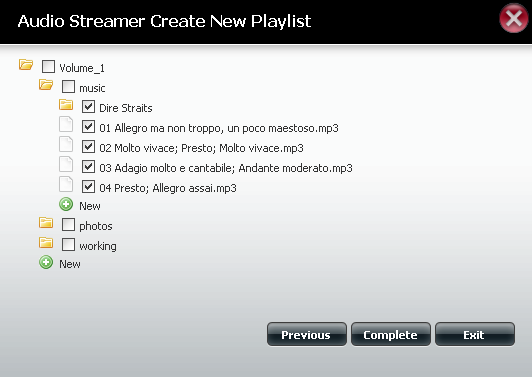 Audio Streamer Create New Playlist
Volume_1
music
Dire Straits
01 Allegro ma non troppo, un poco maestoso.mp3
02 Molto vivace; Presto; Molto vivace.mp3
03 Adagio molto e cantabile; Andante moderato.mp3
04 Presto; Allegro assai.mp3
New
photos
working
New
Previous Complete Exit